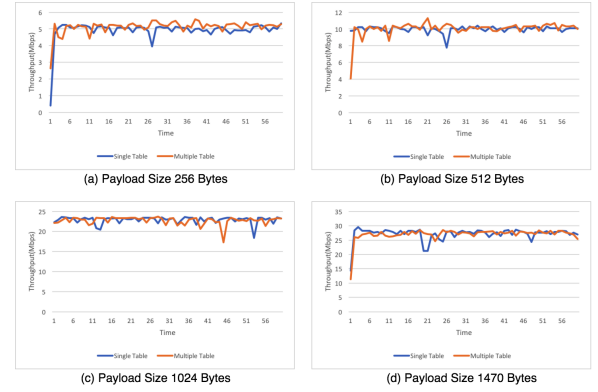 Throughput(Mbps)
6
5
4
3
2
1
0
1 6 11 16 21 26 31 36 41 46 51 56
Time
Single Table Multiple Table
(a) Payload Size 256 Bytes
Throughput(Mbps)
12
10
8
6
4
2
0
1 6 11 16 21 26 31 36 41 46 51 56
Time
Single Table Multiple Table
(b) Payload Size 512 Bytes
Throughput(Mbps)
25
20
15
10
5
0
1 6 11 16 21 26 31 36 41 46 51 56
Time
Single Table Multiple Table
(c) Payload Size 1024 Bytes
Throughput(Mbps)
35
30
25
20
15
10
5
0
1 6 11 16 21 26 31 36 41 46 51 56
Time
Single Table Multiple Table
(d) Payload Size 1470 Bytes